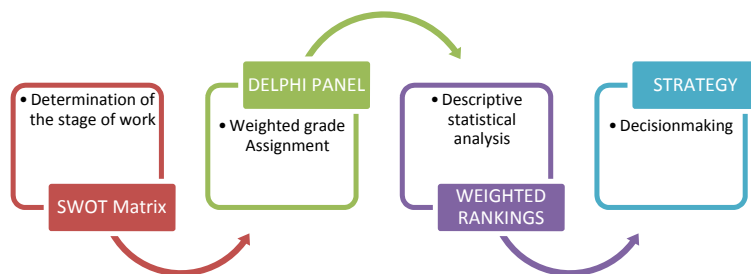 • Determination of
the stage of work
SWOT Matrix
DELPHI PANEL
• Weighted grade
Assignment
• Descriptive
statistical
analysis
WEIGHTED
RANKINGS
STRATEGY
• Decisionmaking